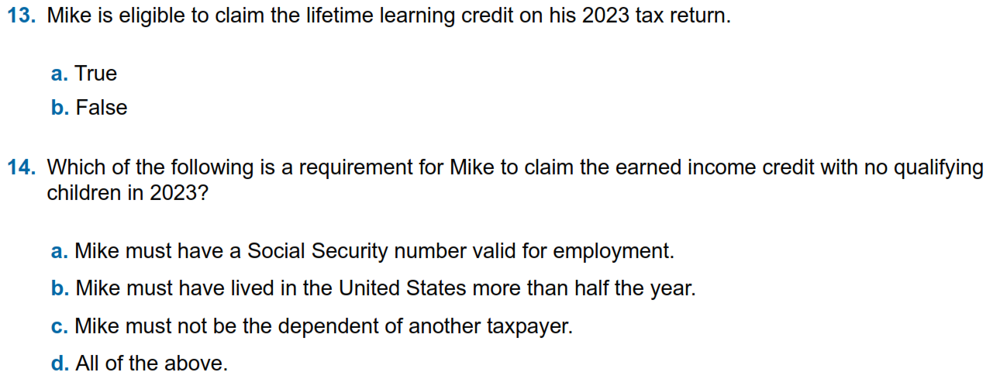 13. Mike is eligible to claim the lifetime learning credit on his 2023 tax return.
a. True
b. False
14. Which of the following is a requirement for Mike to claim the earned income credit with no qualifying
children in 2023?
a. Mike must have a Social Security number valid for employment.
b. Mike must have lived in the United States more than half the year.
c. Mike must not be the dependent of another taxpayer.
d. All of the above.